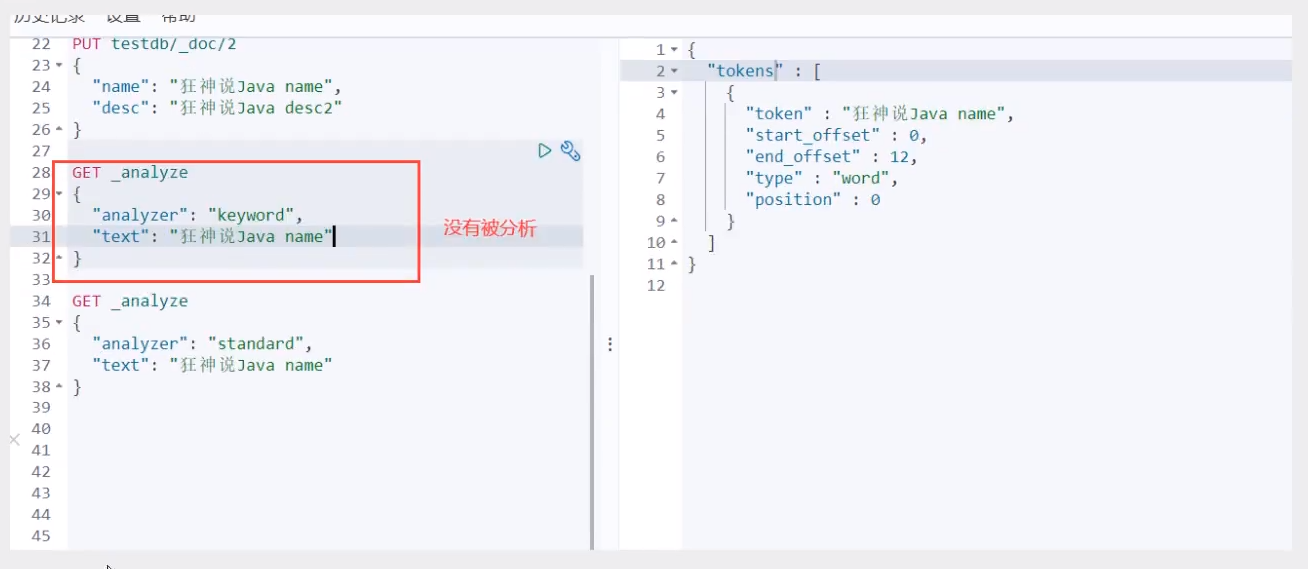 历史记录 设置 帮助
22 PUT testdb/_doc/2
23 {
24 "name": "狂神说Java name",
25 "desc": "狂神说Java desc2"
26 }
27
28 GET _analyze
29 {
30 "analyzer": "keyword",
31 "text": "狂神说Java name"
32 }
没有被分析
33
34 GET _analyze
35 {
36 "analyzer": "standard",
37 "text": "狂神说Java name"
38 }
39
40
41
42
43
44
45
1 {
2 "tokens" : [
3 {
4 "token" : "狂神说Java name",
5 "start_offset" : 0,
6 "end_offset" : 12,
7 "type" : "word",
8 "position" : 0
9 }
10 ]
11 }
12